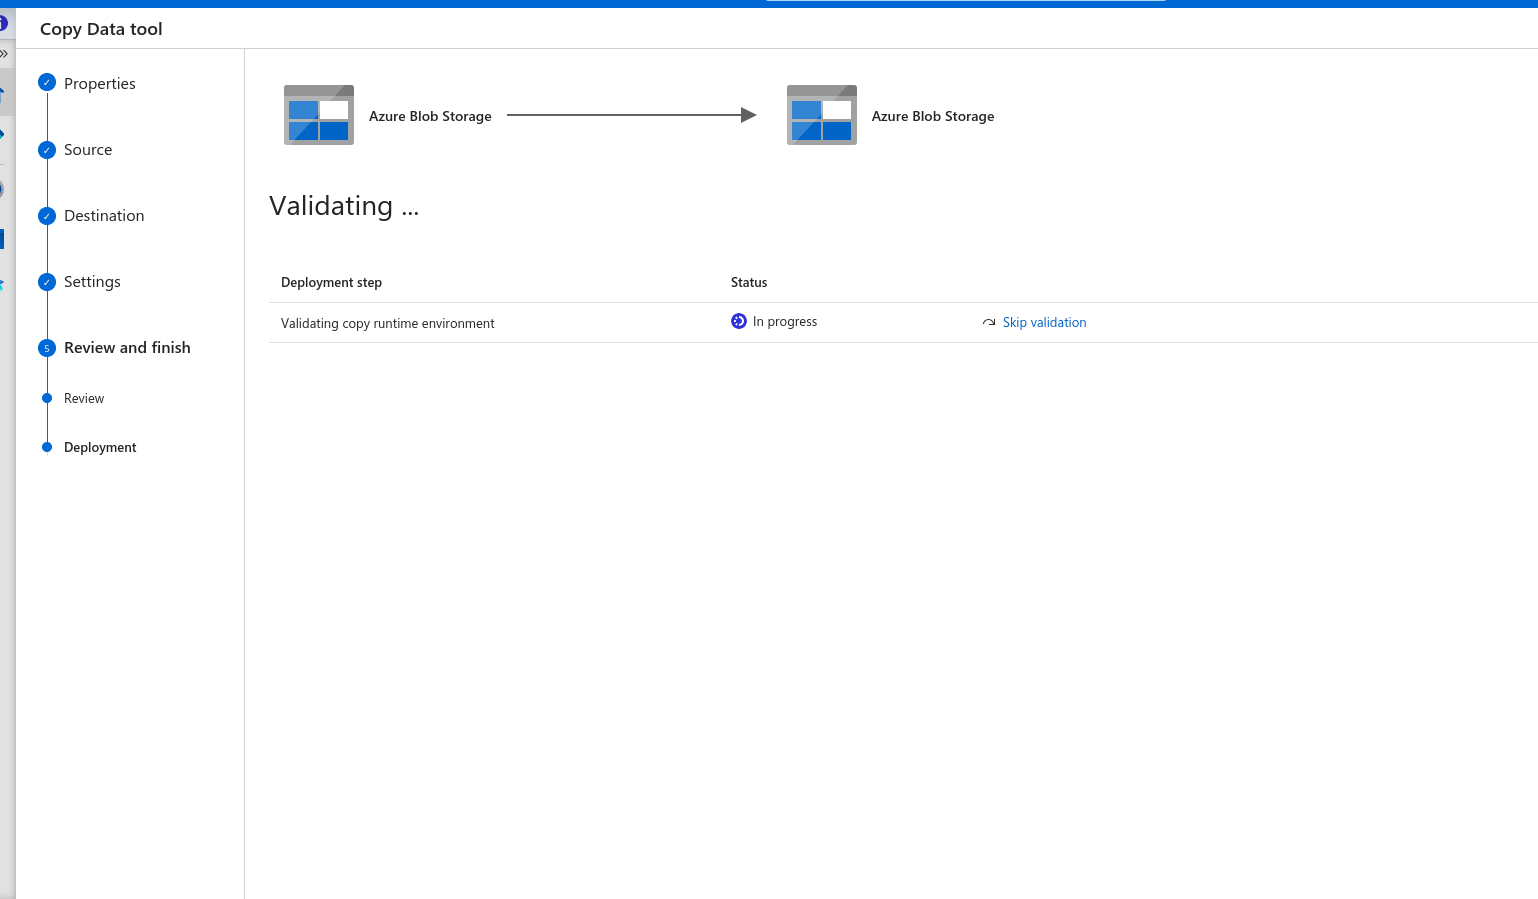 Copy Data tool
Properties
Source
Destination
Settings
5 Review and finish
Review
Deployment
Azure Blob Storage
Azure Blob Storage
Validating ...
Deployment step Status
Validating copy runtime environment In progress Skip validation